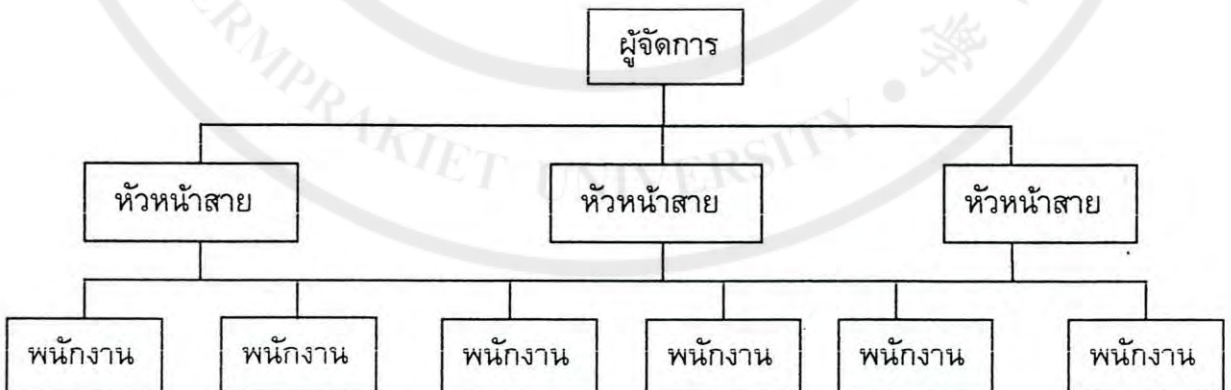 ผู้จัดการ
หัวหน้าสาย หัวหน้าสาย หัวหน้าสาย
พนักงาน พนักงาน พนักงาน พนักงาน พนักงาน พนักงาน
ERMPRAKIET UNIVERSITY •